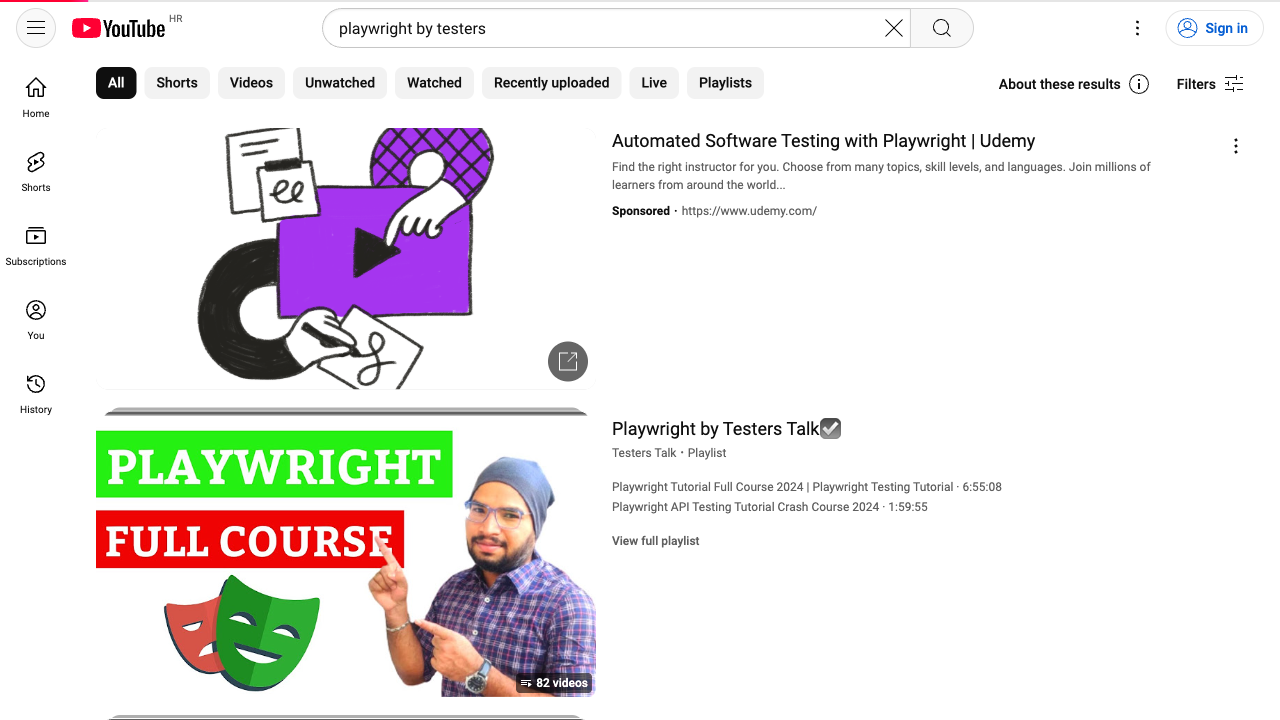 YouTube HR
playwright by testers
Sign in
All
Shorts
Videos
Unwatched
Watched
Recently uploaded
Live
Playlists
About these results
Filters
Home
Shorts
Subscriptions
You
History
Automated Software Testing with Playwright | Udemy
Find the right instructor for you. Choose from many topics, skill levels, and languages. Join millions of
learners from around the world...
Sponsored · https://www.udemy.com/
PLAYWRIGHT
FULL COURSE
82 videos
Playwright by Testers Talk☑️
Testers Talk · Playlist
Playwright Tutorial Full Course 2024 | Playwright Testing Tutorial · 6:55:08
Playwright API Testing Tutorial Crash Course 2024 · 1:59:55
View full playlist